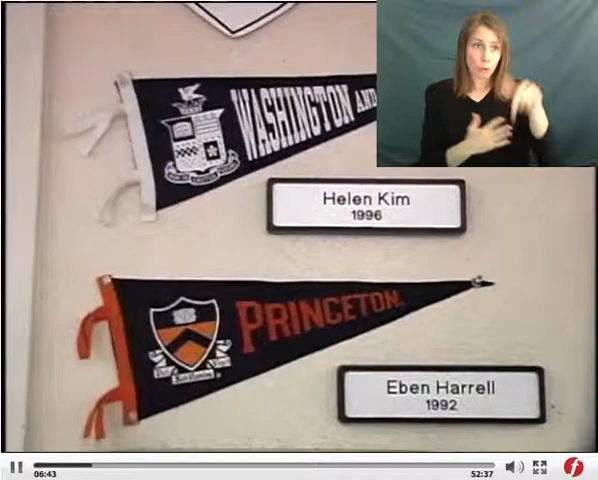 WASHINGTON AND
Helen Kim
1996
PRINCETON.
Eben Harrell
1992
06:43
52:37
f